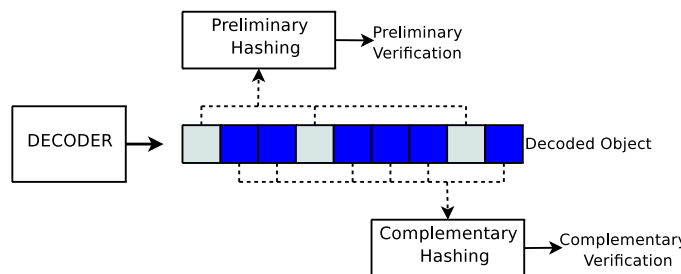 Preliminary
Hashing
Preliminary
Verification
DECODER
Decoded Object
Complementary
Hashing
Complementary
Verification